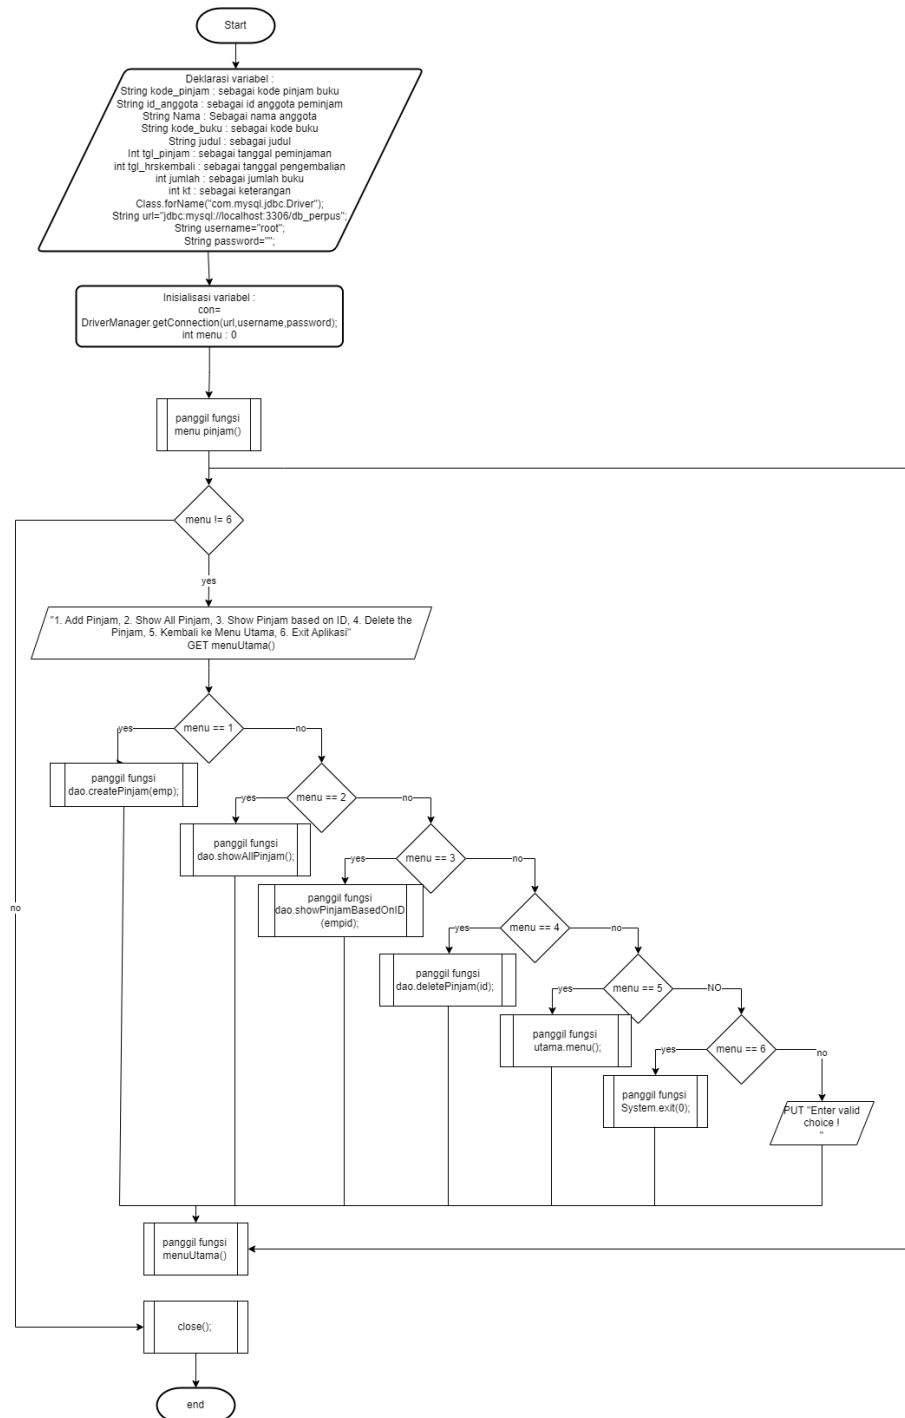 Start
Deklarasi variabel :
String kode_pinjam : sebagai kode pinjam buku
String id_anggota : sebagai id anggota peminjam
String Nama : Sebagai nama anggota
String kode_buku : sebagai kode buku
String judul : sebagai judul
Int tgl_pinjam : sebagai tanggal peminjaman
int tgl_hrskembali : sebagai tanggal pengembalian
int jumlah : sebagai jumlah buku
int kt : sebagai keterangan
Class.forName("com.mysql.jdbc.Driver");
String url="jdbc:mysql://localhost:3306/db_perpus";
String username="root";
String password="";
Inisialisasi variabel :
con=
DriverManager.getConnection(url,username,password);
int menu : 0
panggil fungsi
menu pinjam()
menu != 6
yes
"1. Add Pinjam, 2. Show All Pinjam, 3. Show Pinjam based on ID, 4. Delete the
Pinjam, 5. Kembali ke Menu Utama, 6. Exit Aplikasi"
GET menuUtama()
menu == 1
yes
no
panggil fungsi
dao.createPinjam(emp);
menu == 2
yes
no
panggil fungsi
dao.showAllPinjam();
menu == 3
yes
no
panggil fungsi
dao.showPinjamBasedOnID
(empid);
no
menu == 4
yes
no
panggil fungsi
dao.deletePinjam(id);
menu == 5
yes
NO
panggil fungsi
utama.menu();
menu == 6
yes
no
panggil fungsi
System.exit(0);
PUT "Enter valid
choice !
"
panggil fungsi
menuUtama()
close();
end